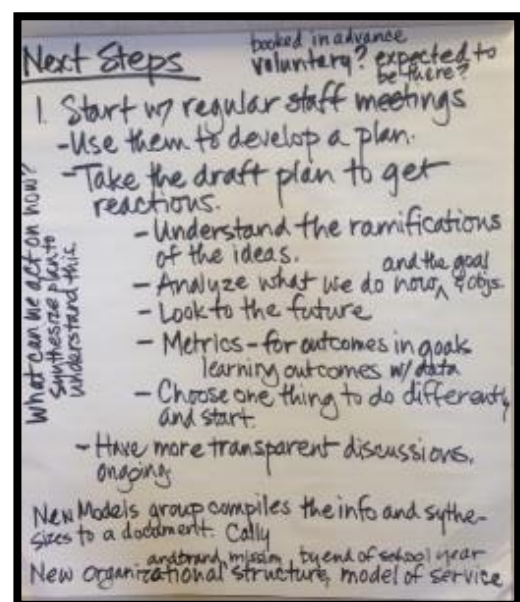 Next Steps
booked in advance
voluntary? expected to
be there?
1. Start w/ regular staff meetings
- Use them to develop a plan.
- Take the draft plan to get
reactions.
- Understand the ramifications
of the ideas.
and the goal
- Analyze what we do now, ^ & objs.
- Look to the future
- Metrics - for outcomes in goals
learning outcomes w/ data
- Choose one thing to do differently
and start.
- Have more transparent discussions.
ongoing
What can we act on now?
synthesize plan to
understand this.
New Models group compiles the info and sythe-
sizes to a document. Cally
and brand, mission, by end of school year
New organizational structure, model of service